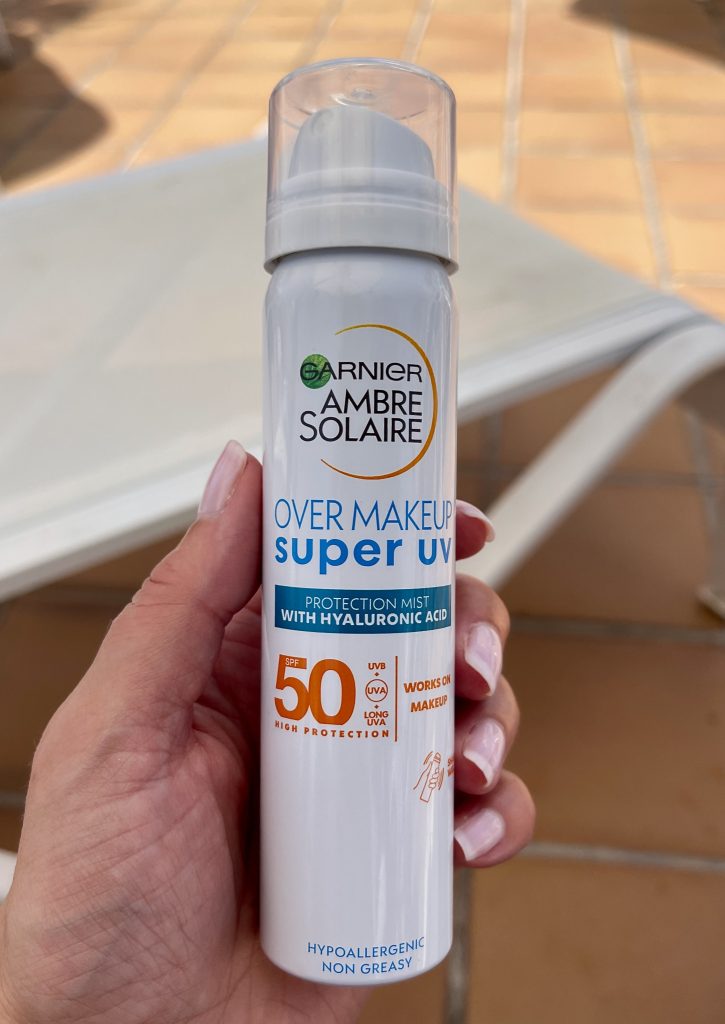 GARNIER
AMBRE
SOLAIRE
OVER MAKEUP
super uv
PROTECTION MIST
WITH HYALURONIC ACID
SPF
50
HIGH PROTECTION
UVB
+
UVA
+
LONG
UVA
WORKS ON
MAKEUP
HYPOALLERGENIC
NON GREASY